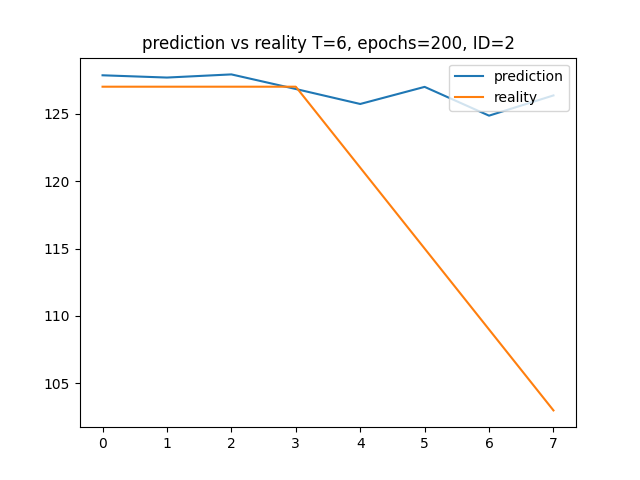 prediction vs reality T=6, epochs=200, ID=2
prediction
reality
125
120
115
110
105
0 1 2 3 4 5 6 7